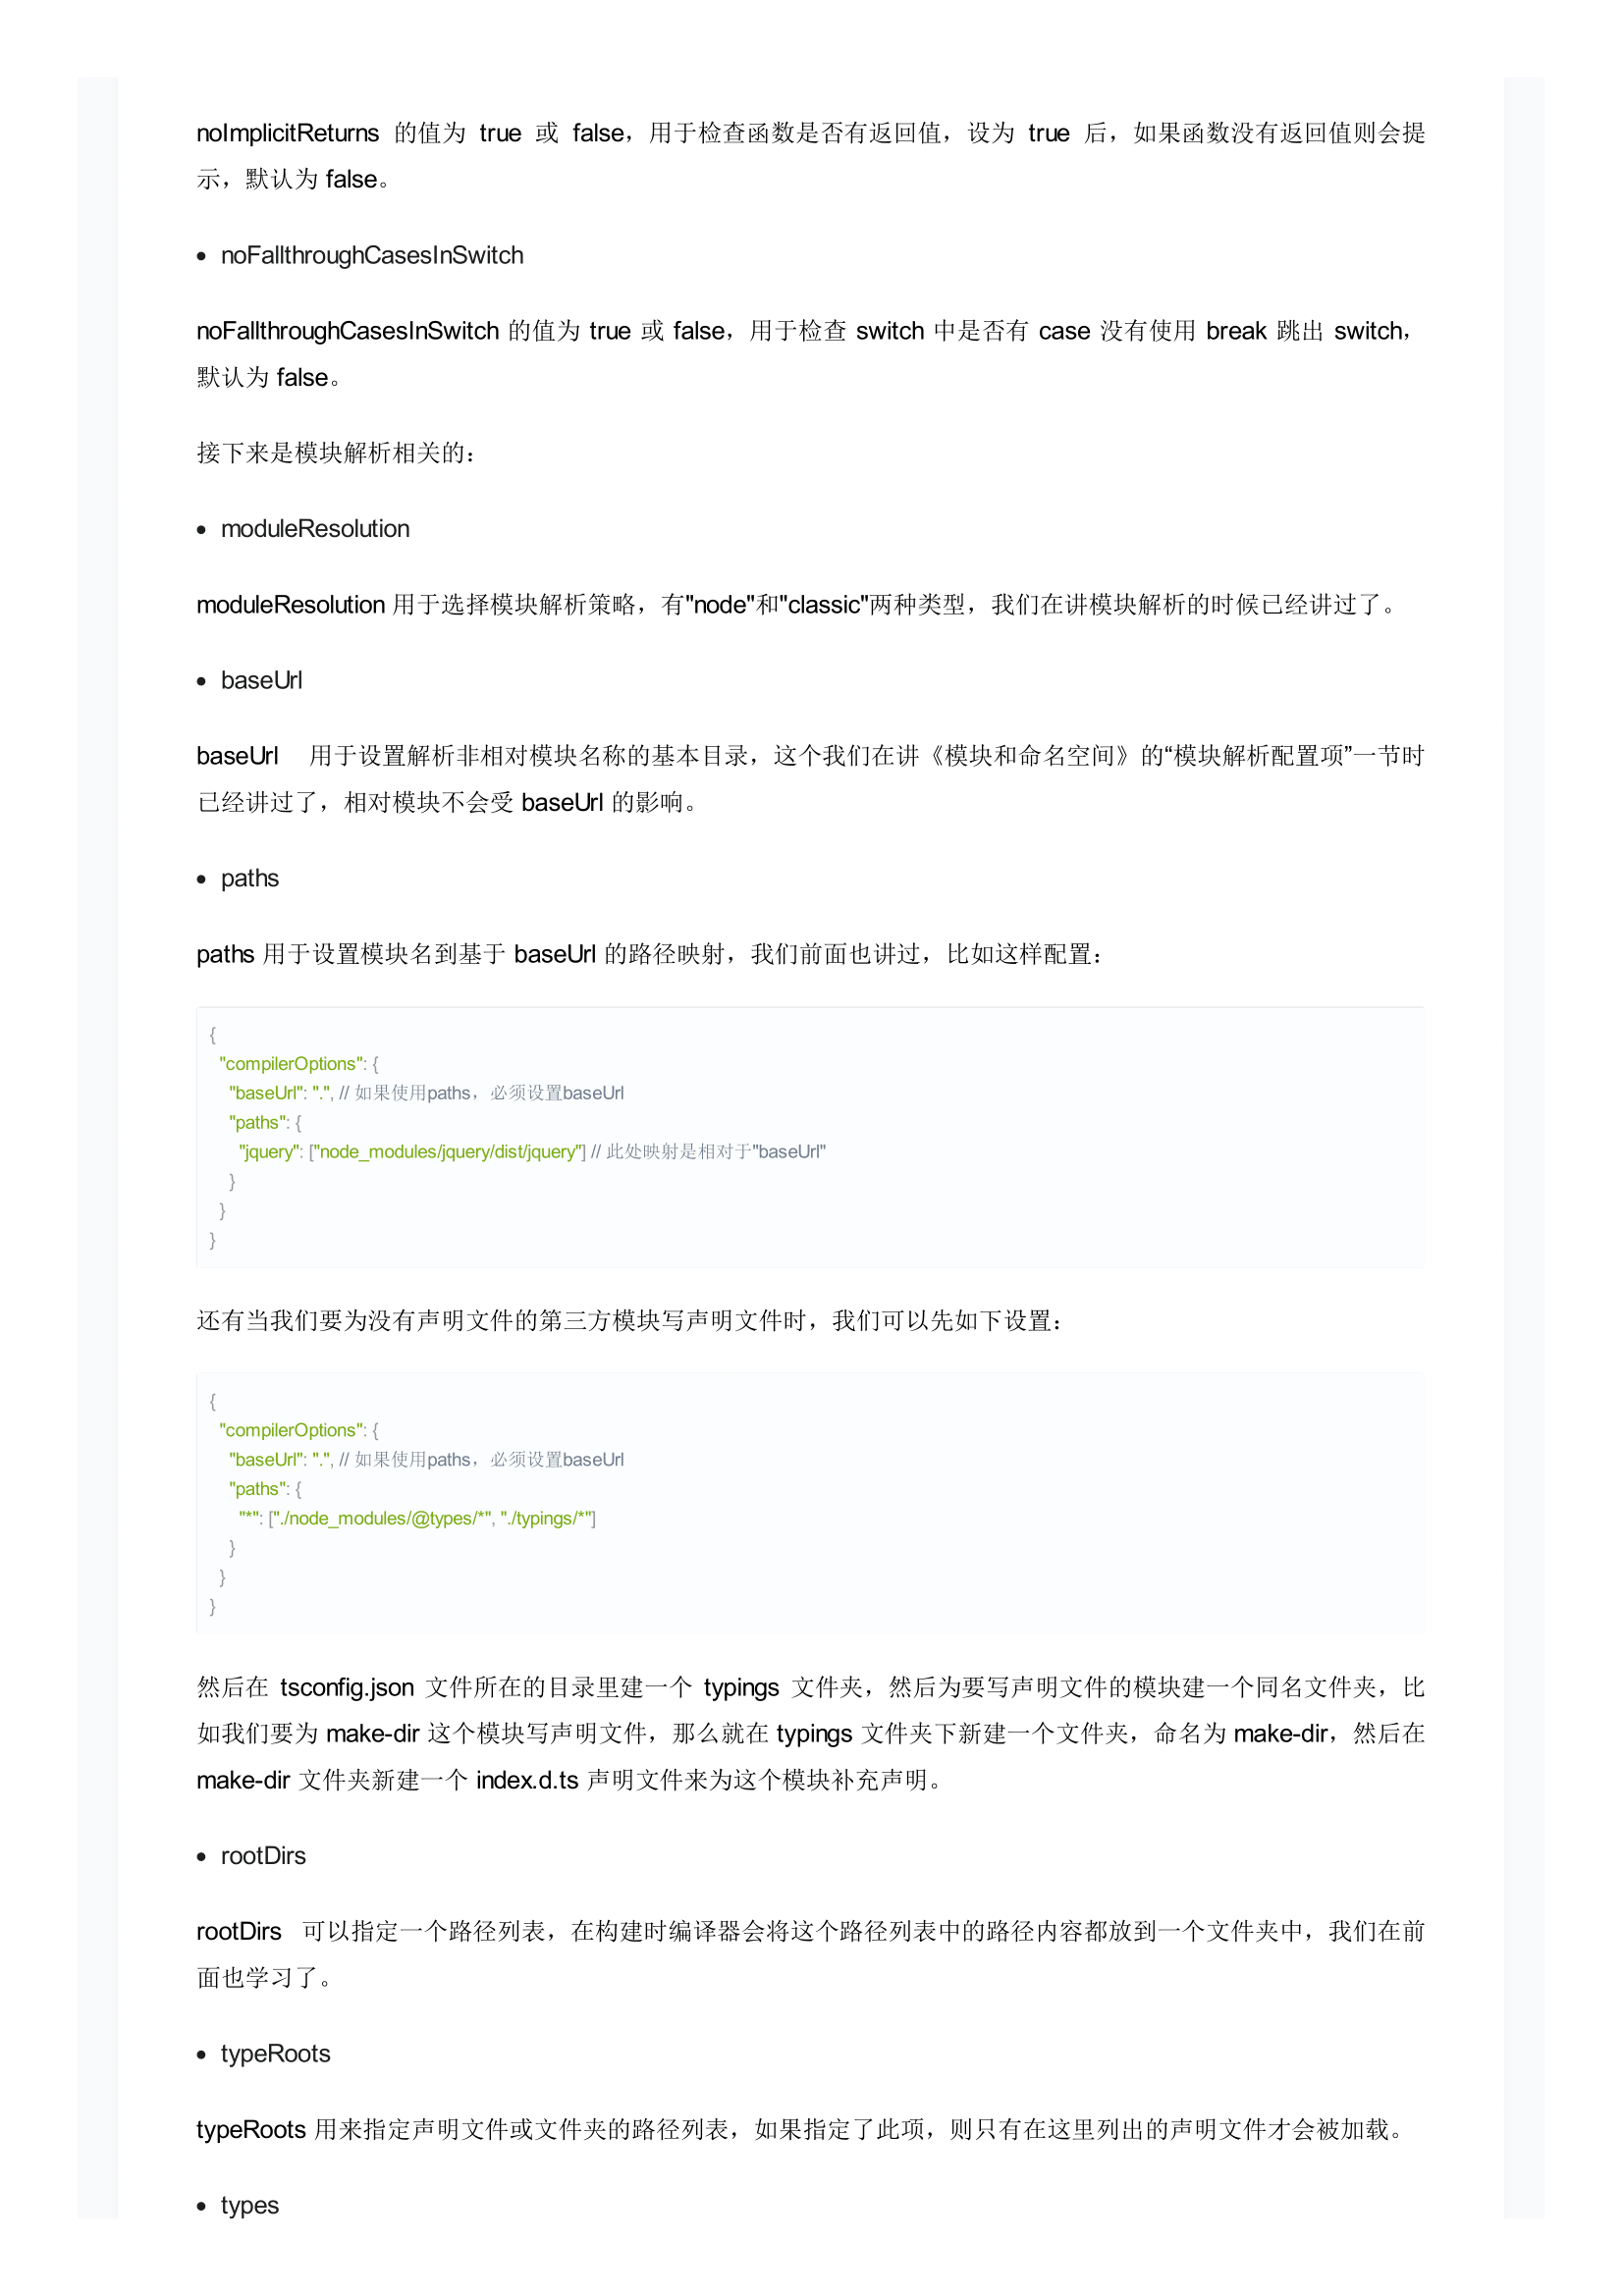 noImplicitReturns 的值为 true 或 false，用于检查函数是否有返回值，设为 true 后，如果函数没有返回值则会提
示，默认为 false。
• noFallthroughCasesInSwitch
noFallthroughCasesInSwitch 的值为 true 或 false，用于检查 switch 中是否有 case 没有使用 break 跳出 switch，
默认为 false。
接下来是模块解析相关的：
• moduleResolution
moduleResolution 用于选择模块解析策略，有"node"和"classic"两种类型，我们在讲模块解析的时候已经讲过了。
• baseUrl
baseUrl 用于设置解析非相对模块名称的基本目录，这个我们在讲《模块和命名空间》的“模块解析配置项”一节时
已经讲过了，相对模块不会受 baseUrl 的影响。
• paths
paths 用于设置模块名到基于 baseUrl 的路径映射，我们前面也讲过，比如这样配置：
{
  "compilerOptions": {
    "baseUrl": ".", // 如果使用paths，必须设置baseUrl
    "paths": {
      "jquery": ["node_modules/jquery/dist/jquery"] // 此处映射是相对于"baseUrl"
    }
  }
}
还有当我们要为没有声明文件的第三方模块写声明文件时，我们可以先如下设置：
{
  "compilerOptions": {
    "baseUrl": ".", // 如果使用paths，必须设置baseUrl
    "paths": {
      "*": ["./node_modules/@types/*", "./typings/*"]
    }
  }
}
然后在 tsconfig.json 文件所在的目录里建一个 typings 文件夹，然后为要写声明文件的模块建一个同名文件夹，比
如我们要为 make-dir 这个模块写声明文件，那么就在 typings 文件夹下新建一个文件夹，命名为 make-dir，然后在
make-dir 文件夹新建一个 index.d.ts 声明文件来为这个模块补充声明。
• rootDirs
rootDirs 可以指定一个路径列表，在构建时编译器会将这个路径列表中的路径内容都放到一个文件夹中，我们在前
面也学习了。
• typeRoots
typeRoots 用来指定声明文件或文件夹的路径列表，如果指定了此项，则只有在这里列出的声明文件才会被加载。
• types